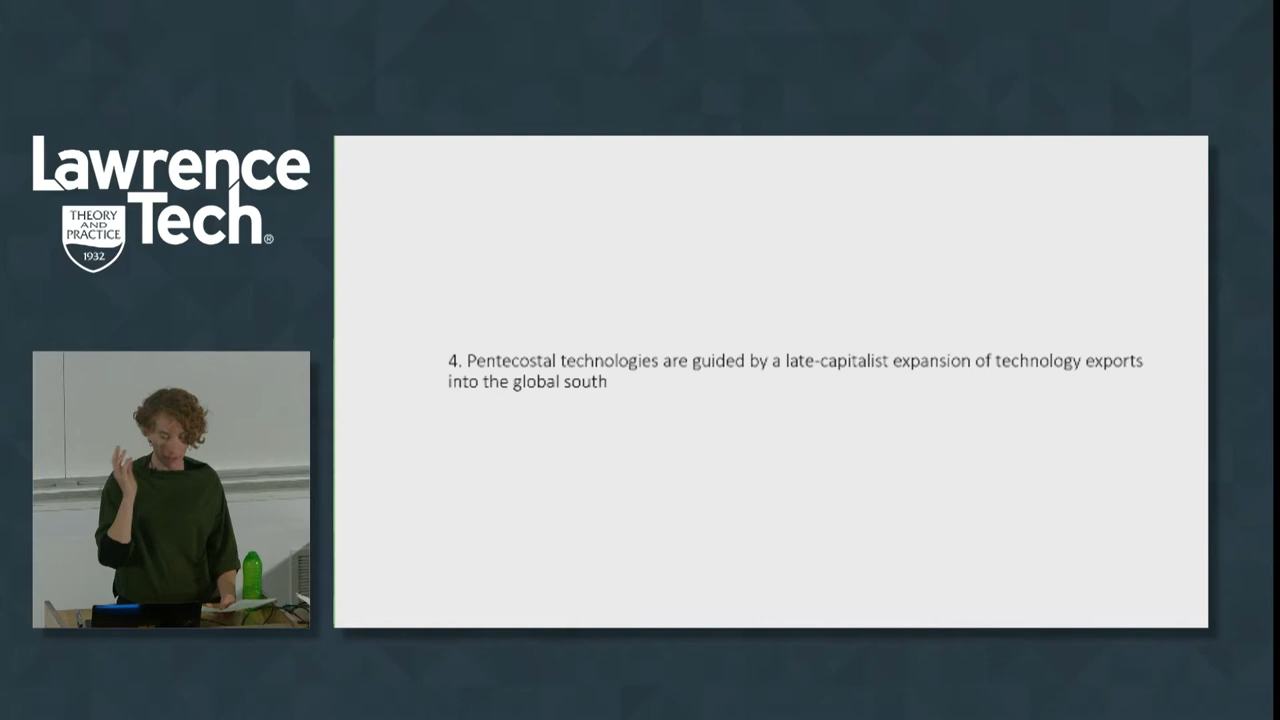 Lawrence
Tech®
THEORY
AND
PRACTICE
1932
4. Pentecostal technologies are guided by a late-capitalist expansion of technology exports
into the global south